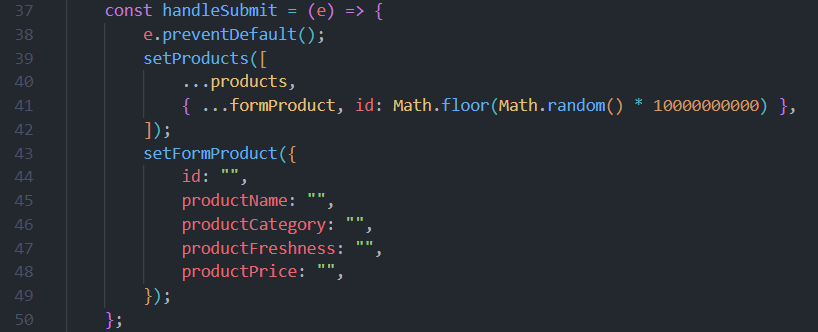 37 const handleSubmit = (e) => {
38 e.preventDefault();
39 setProducts([
40 ...products,
41 { ...formProduct, id: Math.floor(Math.random() * 10000000000) },
42 ]);
43 setFormProduct({
44 id: "",
45 productName: "",
46 productCategory: "",
47 productFreshness: "",
48 productPrice: "",
49 });
50 };